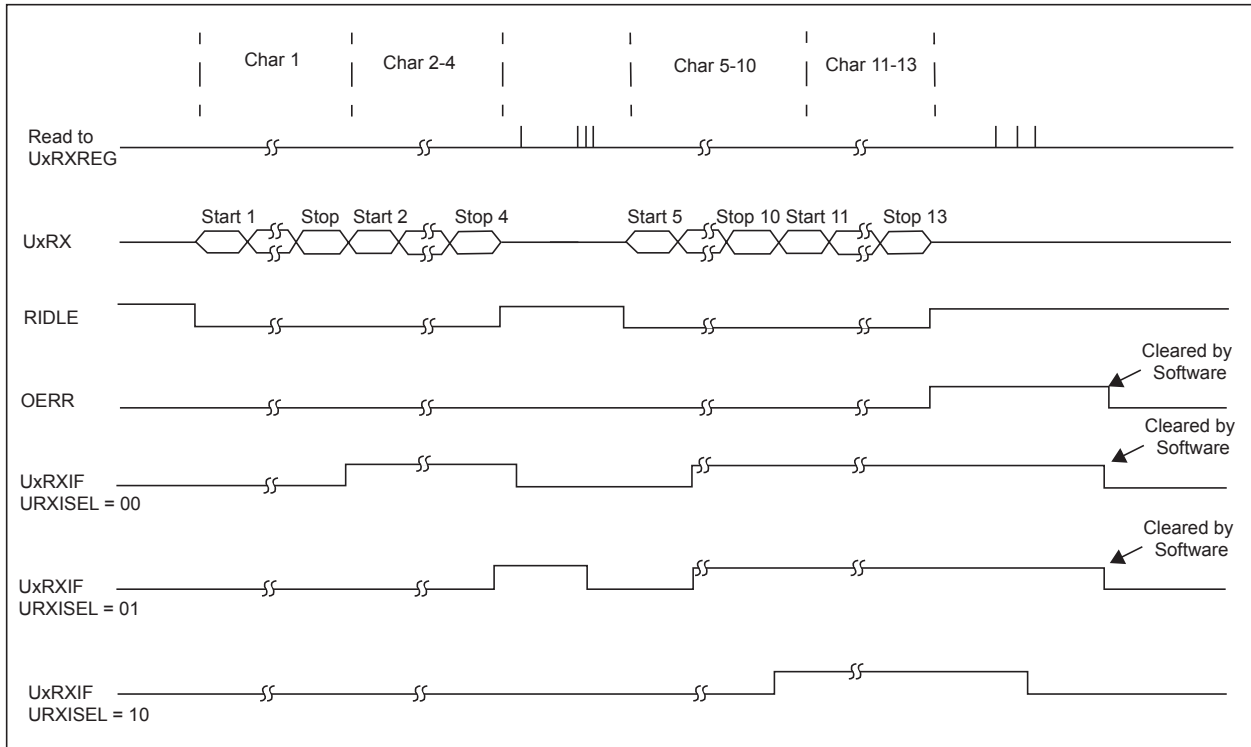 Char 1
Char 2-4
Char 5-10
Char 11-13
Read to
UxRXREG
Start 1
Stop
Start 2
Stop 4
Start 5
Stop 10
Start 11
Stop 13
UxRX
RIDLE
Cleared by
Software
OERR
Cleared by
Software
UxRXIF
URXISEL = 00
Cleared by
Software
UxRXIF
URXISEL = 01
UxRXIF
URXISEL = 10